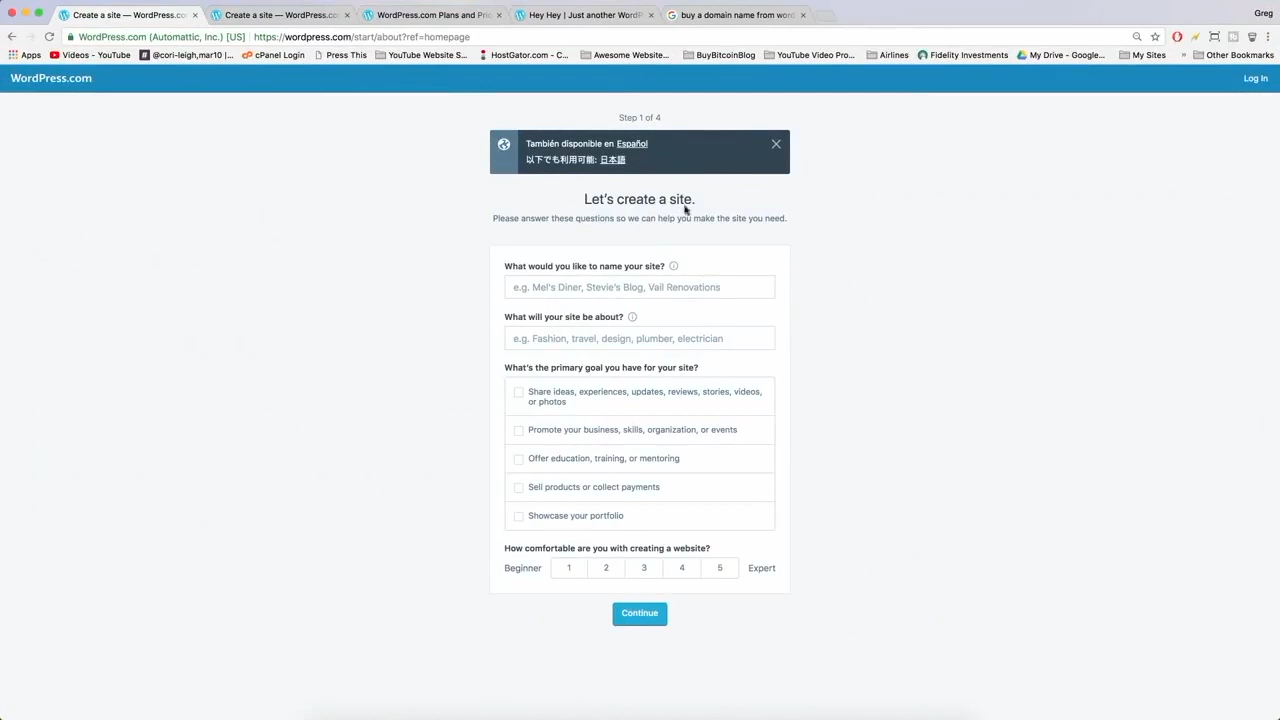 Create a site — WordPress.co
Create a site — WordPress.co
WordPress.com Plans and Pric
Hey Hey | Just another WordP
buy a domain name from word
Greg
WordPress.com (Automattic, Inc.) [US]
https://wordpress.com/start/about?ref=homepage
Apps
Videos - YouTube
@cori-leigh,mar10 |...
cPanel Login
Press This
YouTube Website S...
HostGator.com - C...
Awesome Website...
BuyBitcoinBlog
YouTube Video Pro...
Airlines
Fidelity Investments
My Drive - Google...
My Sites
»
Other Bookmarks
WordPress.com
Log In
Step 1 of 4
También disponible en Español
以下でも利用可能: 日本語
Let's create a site.
Please answer these questions so we can help you make the site you need.
What would you like to name your site?
e.g. Mel's Diner, Stevie's Blog, Vail Renovations
What will your site be about?
e.g. Fashion, travel, design, plumber, electrician
What's the primary goal you have for your site?
Share ideas, experiences, updates, reviews, stories, videos,
or photos
Promote your business, skills, organization, or events
Offer education, training, or mentoring
Sell products or collect payments
Showcase your portfolio
How comfortable are you with creating a website?
Beginner 1 2 3 4 5 Expert
Continue